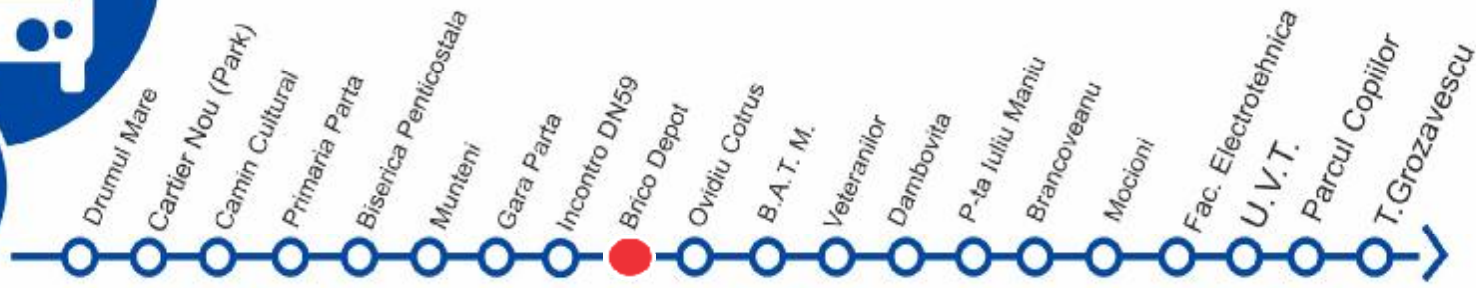 Drumul Mare
Cartier Nou (Park)
Camin Cultural
Primaria Parta
Biserica Penticostala
Munteni
Gara Parta
Incontro DN59
Brico Depot
Ovidiu Cotrus
B.A.T. M.
Veteranilor
Dambovita
P-ta Iuliu Maniu
Brancoveanu
Mocioni
Fac. Electrotehnica
U. V. T.
Parcul Copiilor
T.Grozavescu